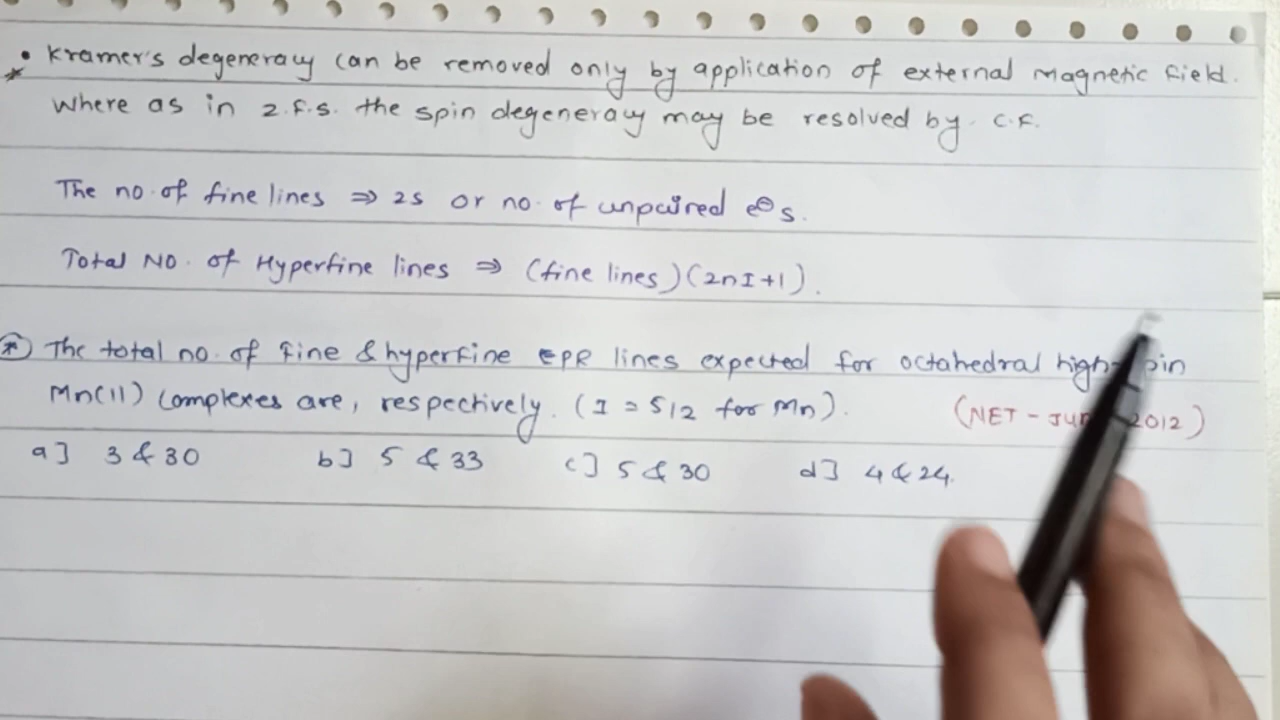 • Kramer's degeneracy can be removed only by application of external magnetic field.
* Where as in z.f.s. the spin degeneracy may be resolved by C.F.
The no. of fine lines ⇒ 2s or no. of unpaired e⊖s.
Total No. of Hyperfine lines ⇒ (fine lines)(2nI+1).
* The total no. of fine & hyperfine EPR lines expected for octahedral high-spin
Mn(II) complexes are, respectively. (I = 5/2 for Mn). (NET - 2012)
a] 3 & 30 b] 5 & 33 c] 5 & 30 d] 4 & 24.